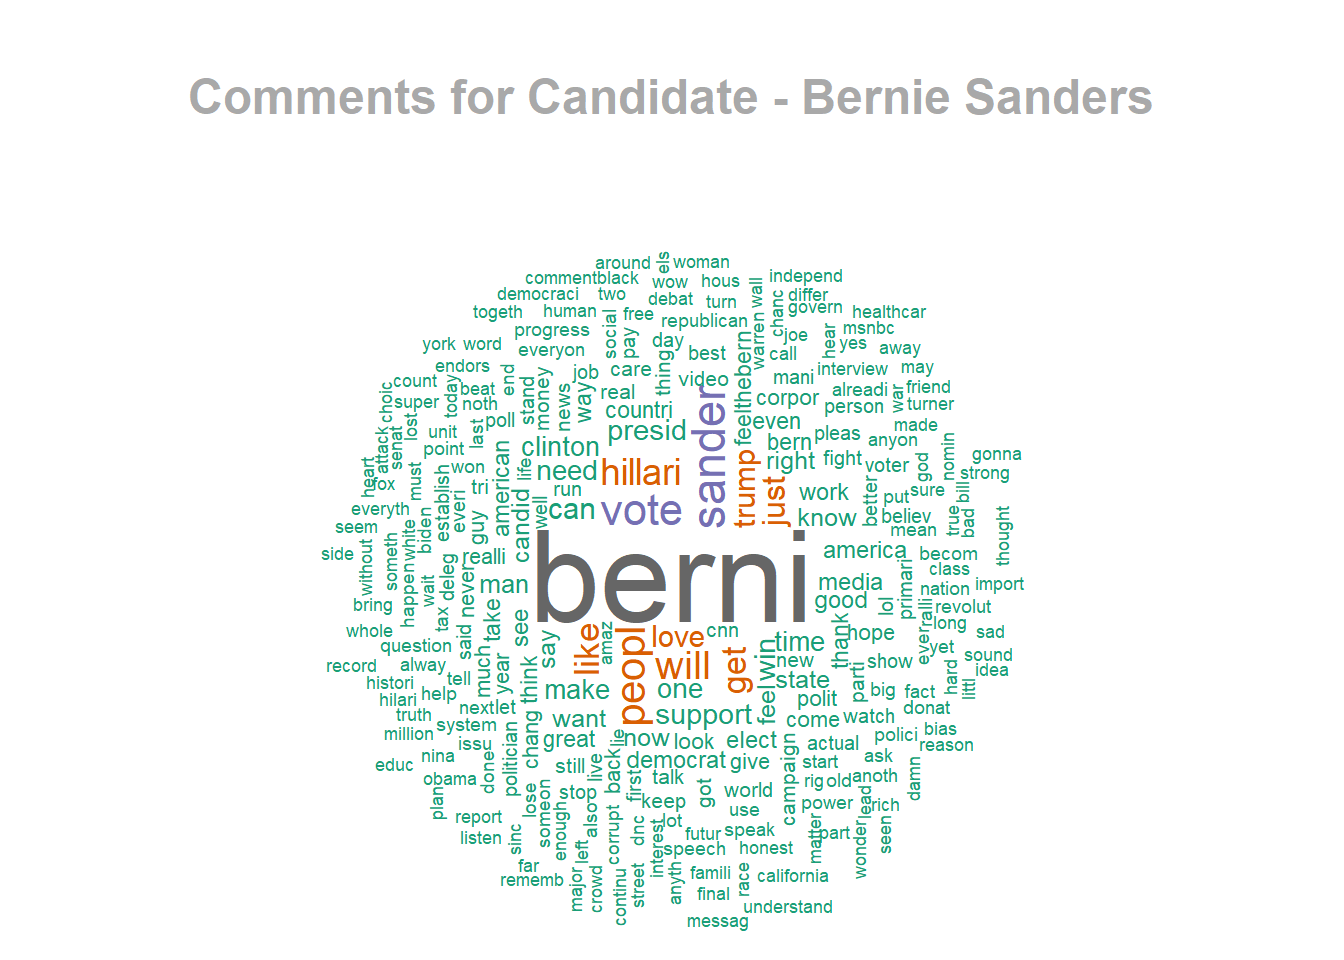 Comments for Candidate - Bernie Sanders
around els woman
commentblack wow hous independ
democraci two debat turn wall chanc differ
togeth human free republican govern healthcar
progress social pay day warren joe hear msnbc
york word everyon thing best call yes away
endors end job care video feelthebern mani interview may
count beat today stand money news way real corpor alreadi war friend
choic super noth countri sander even person turner
attack senat lost unit last poll presid bern pleas anyon made
point clinton right fight voter god nomin gonna
heart fox must won life need hillari trump just better sure bill strong
tri american run work put
everyth establish everi guy candid well can vote know believ mean true bad thought
seem biden
side without someth happenwhite realli berni america becom
wait deleg never man media good class
bring tax take primari nation import
whole said see amaz cnn lol revolut
question say like peopl love time hope everralli long sad
record alway much year think will get feel win new thank show yet sound
histori tell make one state parti big fact hard idea
hilari help nextlet want support polit donat littl
truth system chang great now lie look elect come watch bias
million issu actual polici reason
educ nina politician still live back democrat give campaign start ask
obama done stop first talk got world rig old anoth damn
plan lose someon also keep use power lead rich
report enough corrupt dnc lot futur speak matter part
listen sinc left interest speech honest wonder seen
far major crowd street anyth famili race california
rememb continu final
messag understand